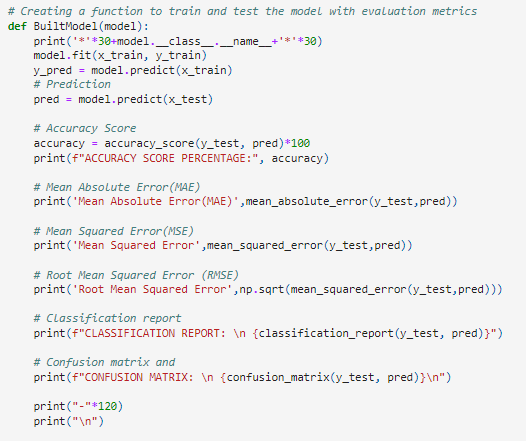 # Creating a function to train and test the model with evaluation metrics
def BuiltModel(model):
    print('*'*30+model.__class__.__name__+'*'*30)
    model.fit(x_train, y_train)
    y_pred = model.predict(x_train)
    # Prediction
    pred = model.predict(x_test)

    # Accuracy Score
    accuracy = accuracy_score(y_test, pred)*100
    print(f"ACCURACY SCORE PERCENTAGE:", accuracy)

    # Mean Absolute Error(MAE)
    print('Mean Absolute Error(MAE)',mean_absolute_error(y_test,pred))

    # Mean Squared Error(MSE)
    print('Mean Squared Error',mean_squared_error(y_test,pred))

    # Root Mean Squared Error (RMSE)
    print('Root Mean Squared Error',np.sqrt(mean_squared_error(y_test,pred)))

    # Classification report
    print(f"CLASSIFICATION REPORT: \n {classification_report(y_test, pred)}")

    # Confusion matrix and
    print(f"CONFUSION MATRIX: \n {confusion_matrix(y_test, pred)}\n")

    print("-"*120)
    print("\n")